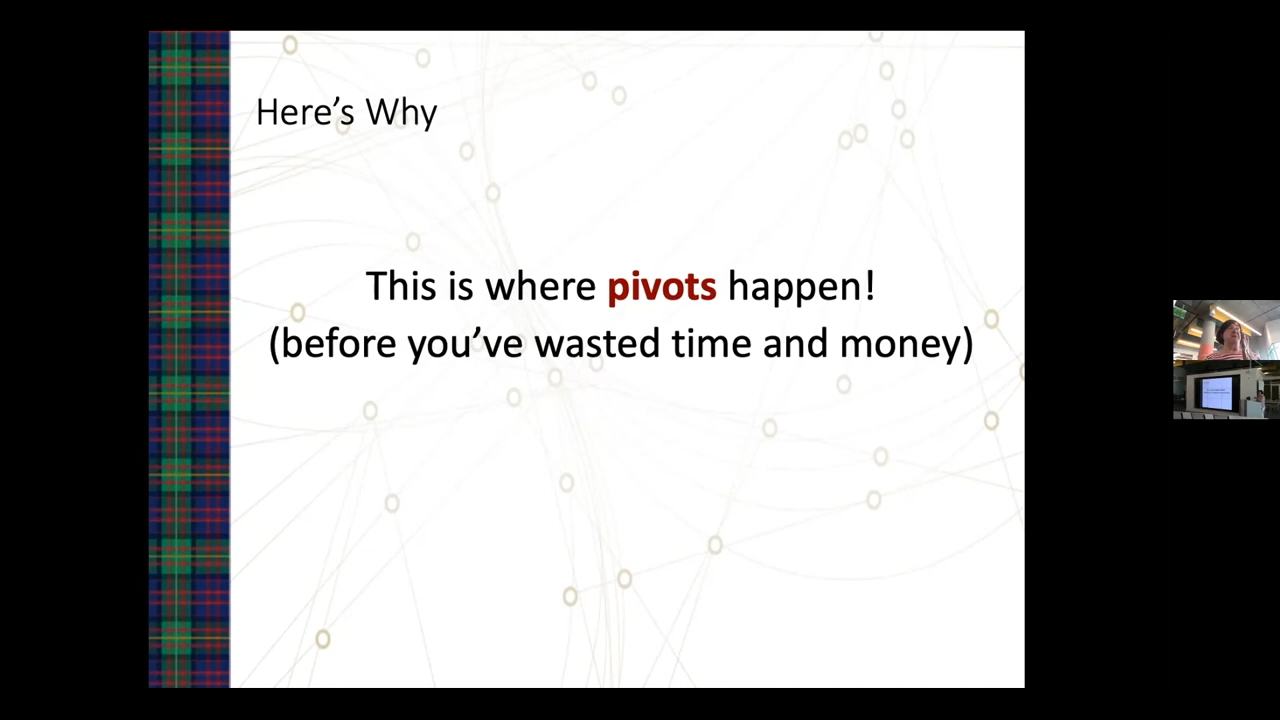 Here’s Why
This is where pivots happen!
(before you’ve wasted time and money)